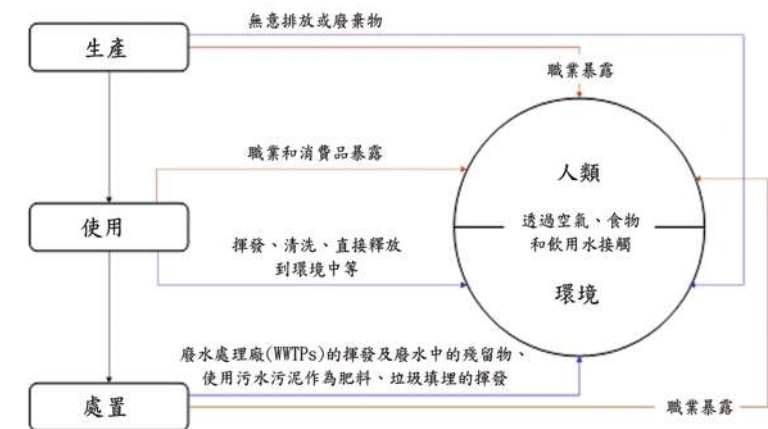 無意排放或廢棄物
生產
職業暴露
職業和消費品暴露
人類
使用
透過空氣、食物
和飲用水接觸
揮發、清洗、直接釋放
到環境中等
環境
廢水處理廠(WWTPs)的揮發及廢水中的殘留物、
使用污水污泥作為肥料、垃圾填埋的揮發
處置
職業暴露